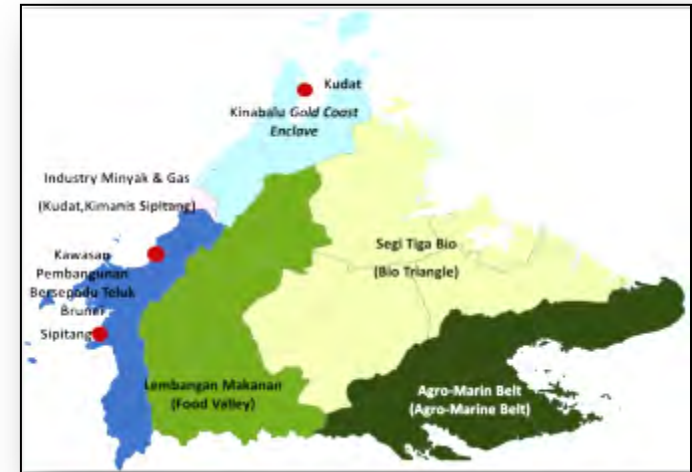 Kudat
Kinabalu Gold Coast
Enclave
Industry Minyak & Gas
(Kudat,Kimanis Sipitang)
Kawasan
Pembangunan
Bersepadu Teluk
Brunei
Sipitang
Segi Tiga Bio
(Bio Triangle)
Lembangan Makanan
(Food Valley)
Agro-Marin Belt
(Agro-Marine Belt)